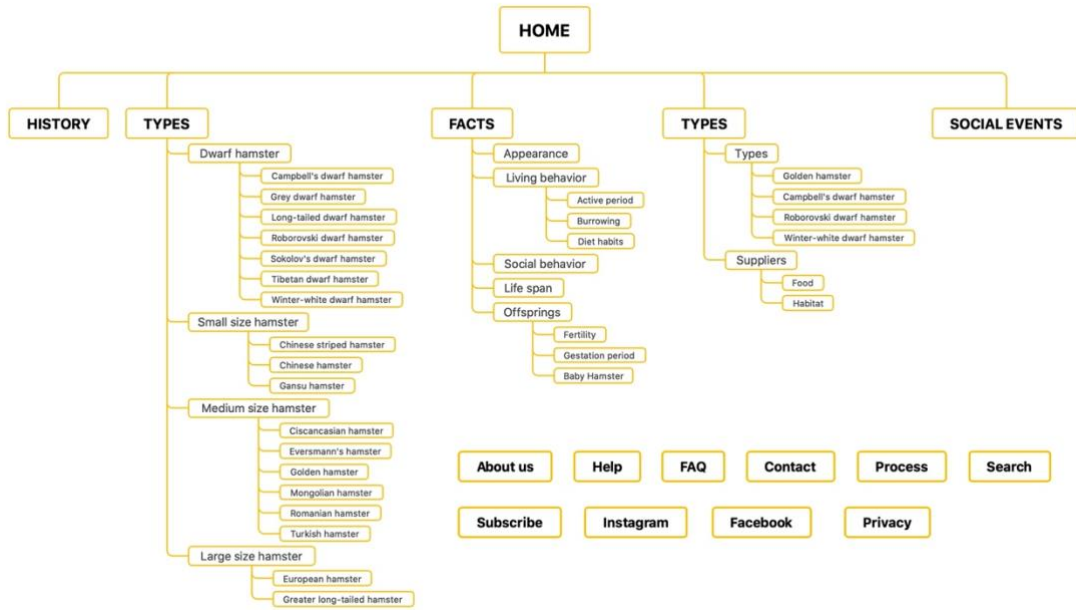 HOME
HISTORY
TYPES
Dwarf hamster
Campbell's dwarf hamster
Grey dwarf hamster
Long-tailed dwarf hamster
Roborovski dwarf hamster
Sokolov's dwarf hamster
Tibetan dwarf hamster
Winter-white dwarf hamster
Small size hamster
Chinese striped hamster
Chinese hamster
Gansu hamster
Medium size hamster
Ciscancasian hamster
Eversmann's hamster
Golden hamster
Mongolian hamster
Romanian hamster
Turkish hamster
Large size hamster
European hamster
Greater long-tailed hamster
FACTS
Appearance
Living behavior
Active period
Burrowing
Diet habits
Social behavior
Life span
Offsprings
Fertility
Gestation period
Baby Hamster
TYPES
Types
Golden hamster
Campbell's dwarf hamster
Roborovski dwarf hamster
Winter-white dwarf hamster
Suppliers
Food
Habitat
SOCIAL EVENTS
About us
Help
FAQ
Contact
Process
Search
Subscribe
Instagram
Facebook
Privacy